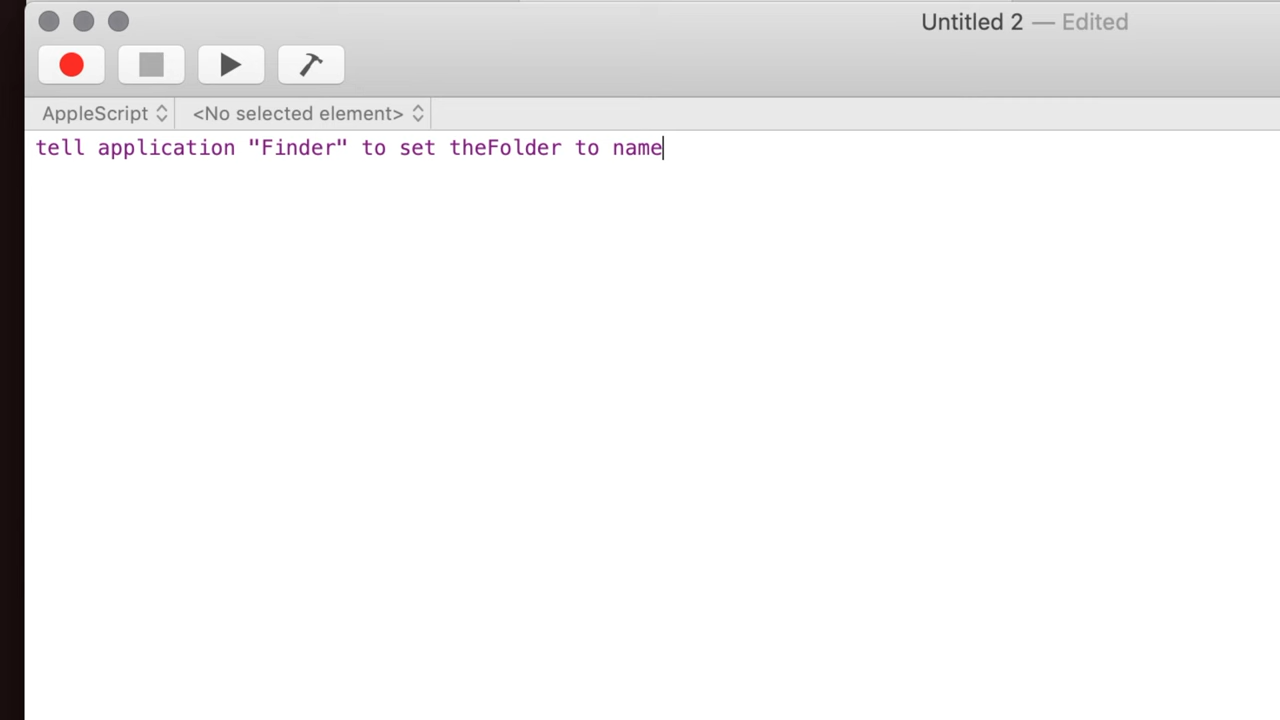 Untitled 2 — Edited
AppleScript <No selected element>
tell application "Finder" to set theFolder to name